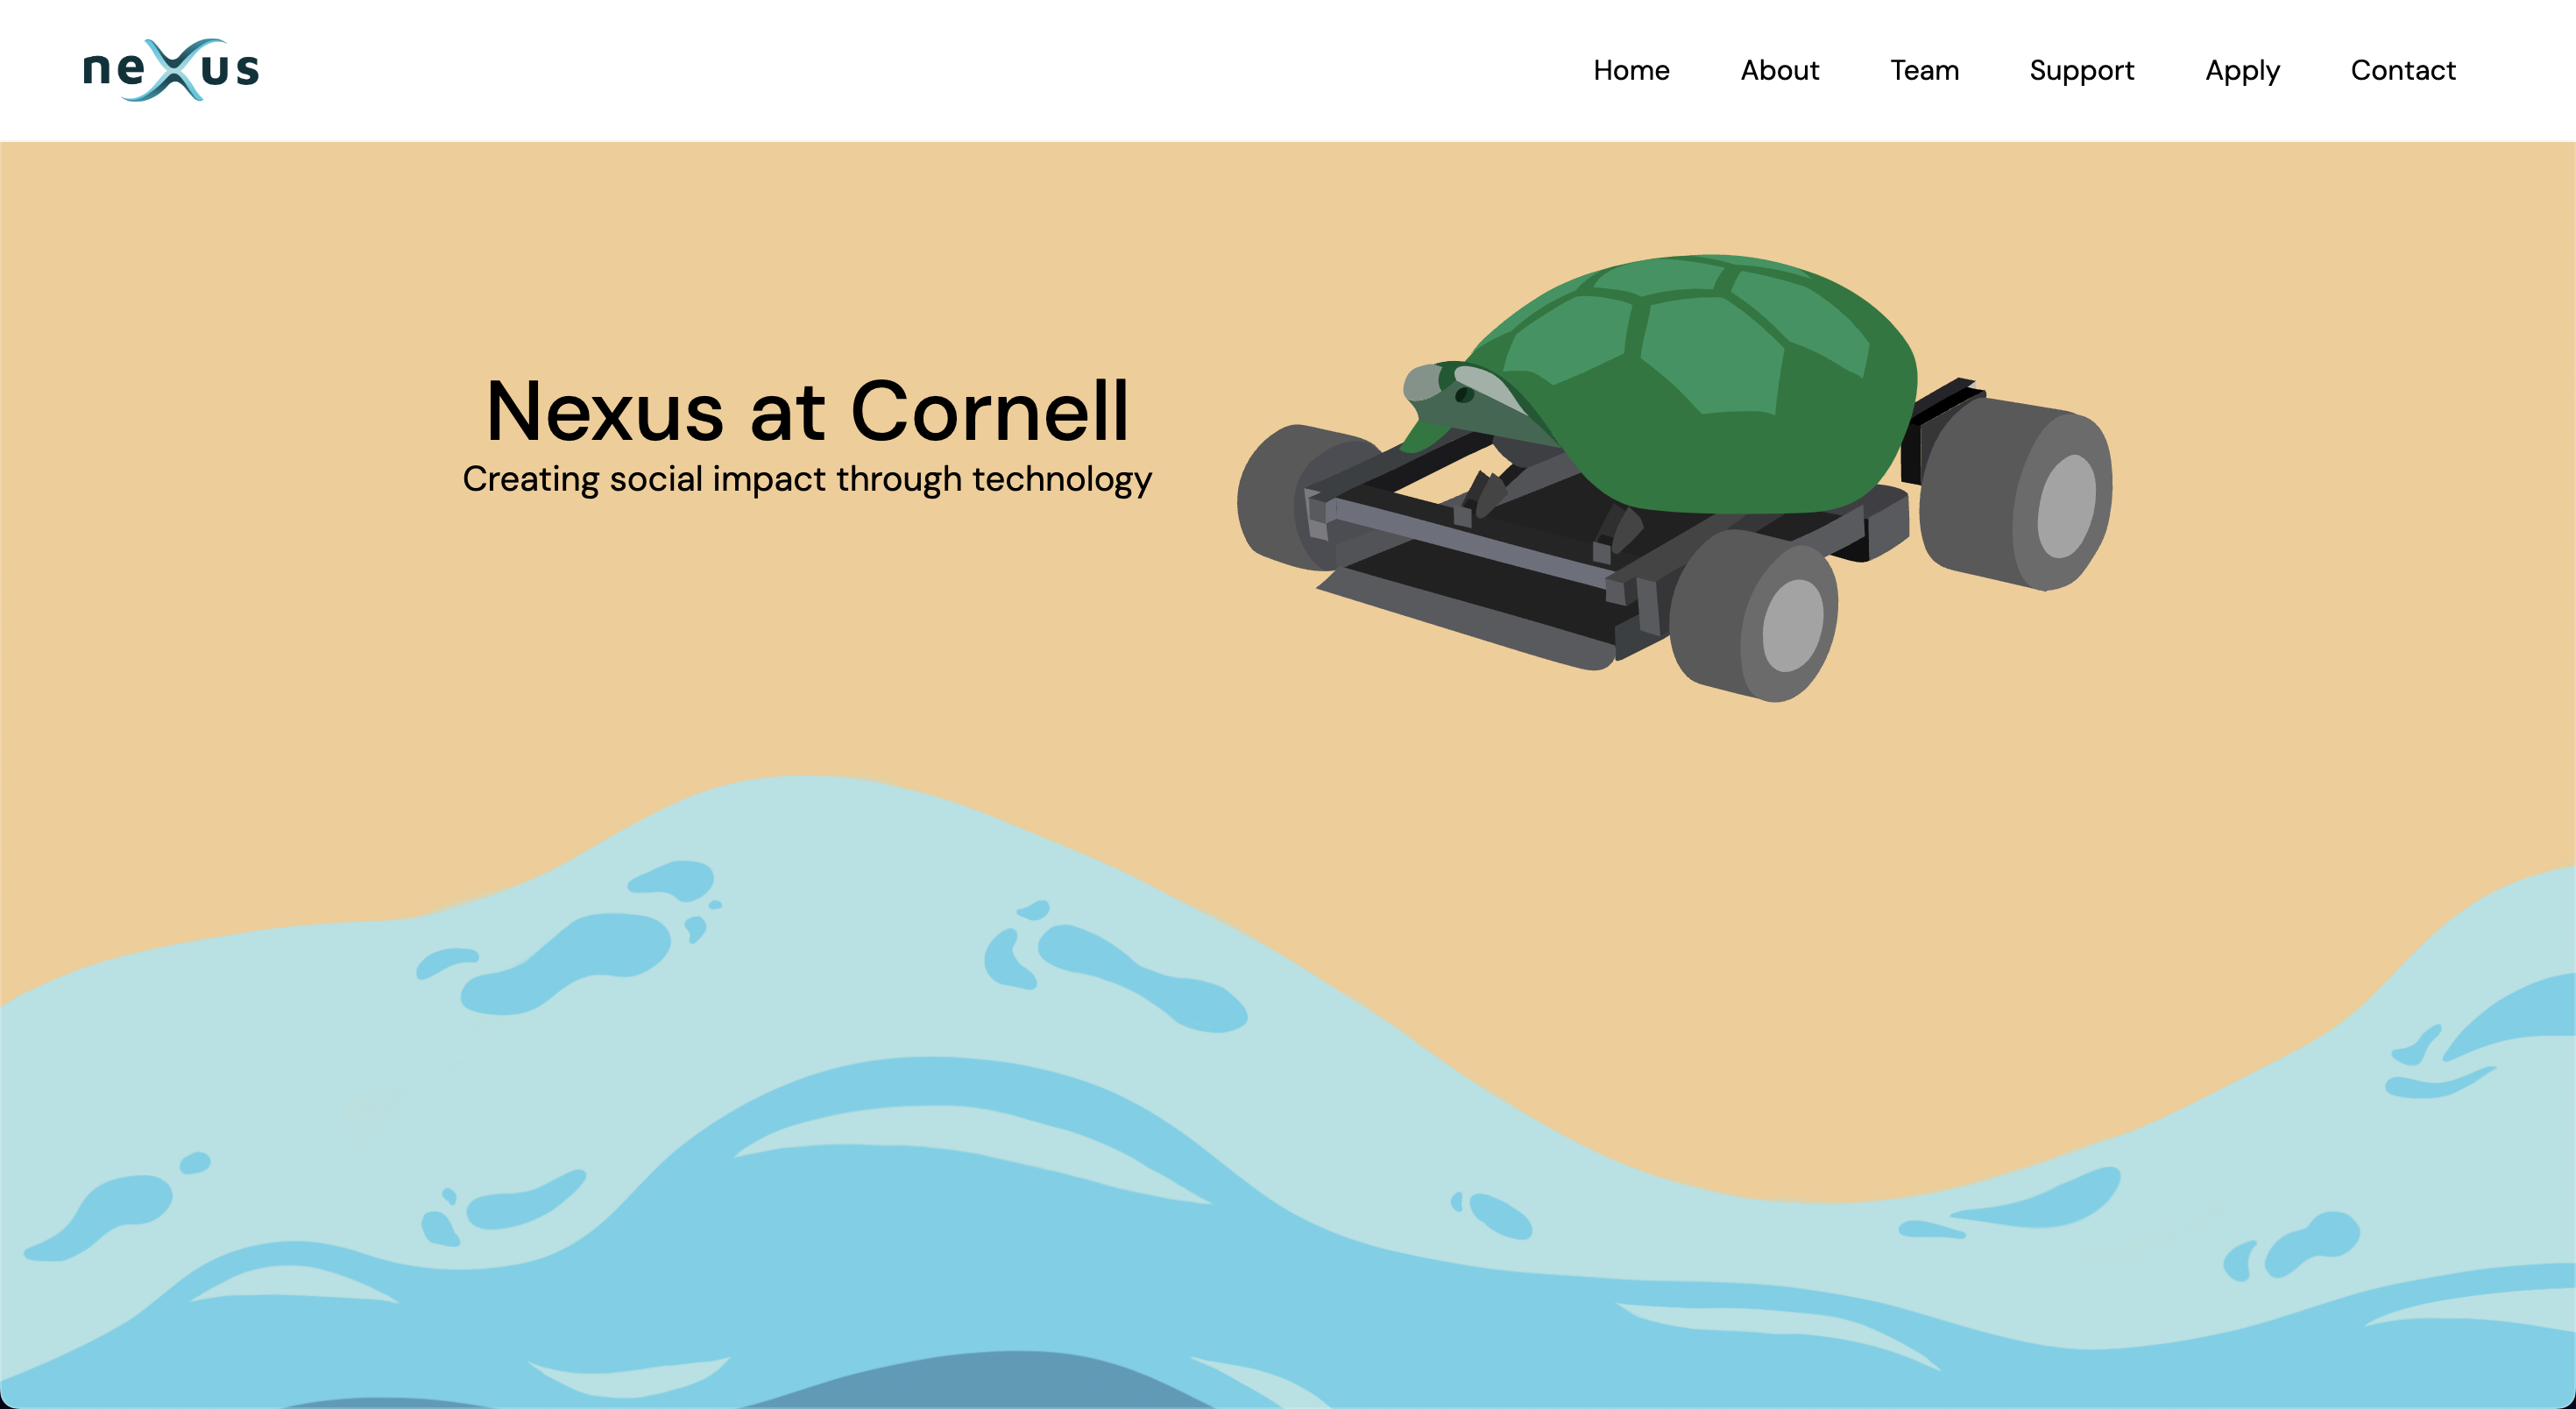 nexus
Home About Team Support Apply Contact
Nexus at Cornell
Creating social impact through technology